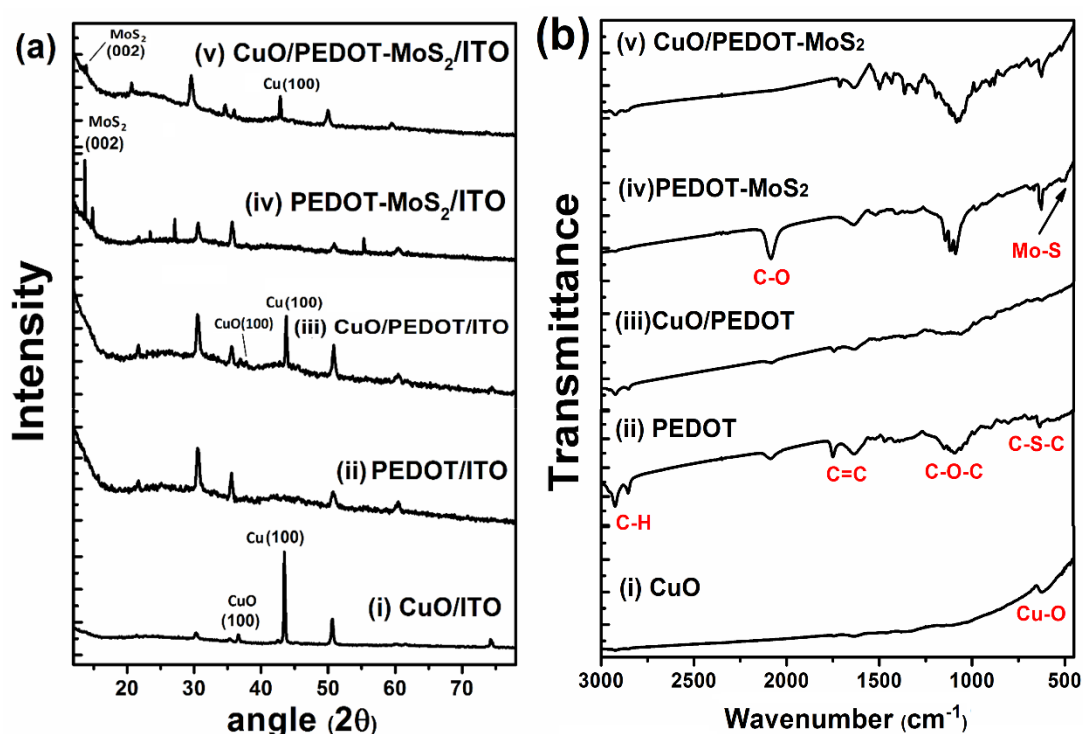 (a)
MoS₂
(002)
(v) CuO/PEDOT-MoS₂/ITO
Cu(100)
MoS₂
(002)
(iv) PEDOT-MoS₂/ITO
Cu(100)
CuO(100)
(iii) CuO/PEDOT/ITO
(ii) PEDOT/ITO
Cu(100)
CuO
(100)
(i) CuO/ITO
Intensity
20 30 40 50 60 70
angle (2θ)
(b)
(v) CuO/PEDOT-MoS₂
(iv)PEDOT-MoS₂
Mo-S
C-O
(iii)CuO/PEDOT
(ii) PEDOT
C-S-C
C=C
C-O-C
C-H
(i) CuO
Cu-O
Transmittance
3000 2500 2000 1500 1000 500
Wavenumber (cm⁻¹)